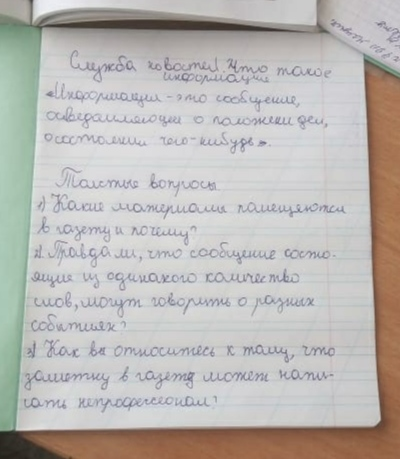 Служба новостей. Что такое
информация
«Информация - это сообщение,
осведомляющеи о положении дел,
о состоянии чего-нибудь».
Толстые вопросы
1) Какие материалы помещяются
в газету и почему?
2) Правда ли, что сообщение состо-
ящие из одинакого количество
слов, могут говорить о разных
событиях?
3) Как вы относитесь к тому, что
заметку в газету может напи-
сать непрофессионал?